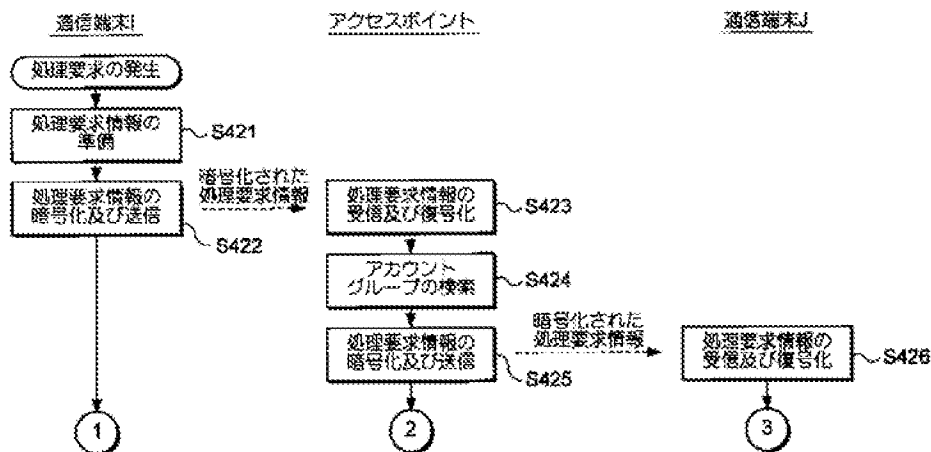 通信端末I
アクセスポイント
通信端末J
処理要求の発生
処理要求情報の
準備
S421
処理要求情報の
暗号化及び送信
S422
暗号化された
処理要求情報
処理要求情報の
受信及び復号化
S423
アカウント
グループの検索
S424
処理要求情報の
暗号化及び送信
S425
暗号化された
処理要求情報
処理要求情報の
受信及び復号化
S426
1
2
3